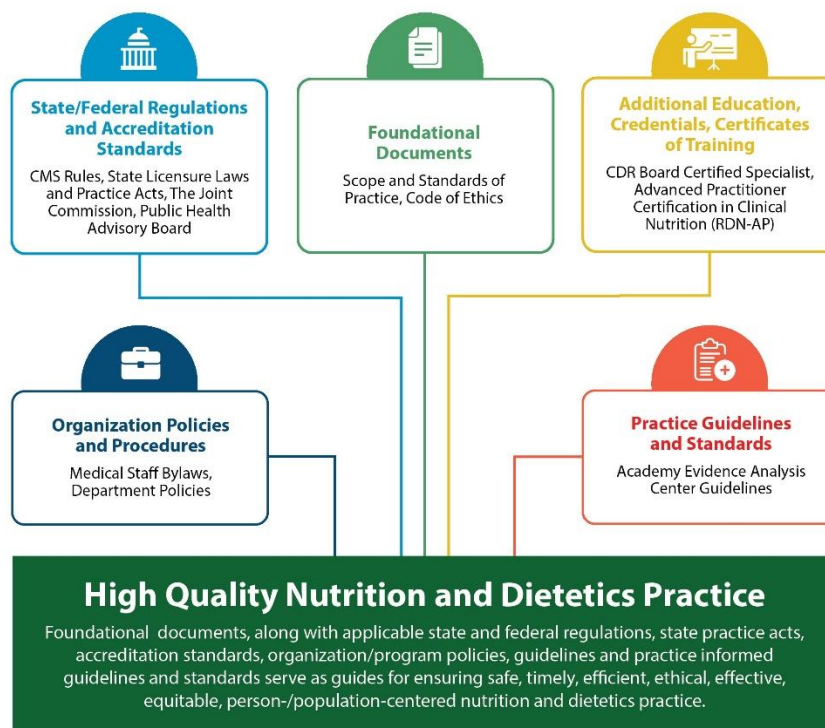 State/Federal Regulations
and Accreditation
Standards
CMS Rules, State Licensure Laws
and Practice Acts, The Joint
Commission, Public Health
Advisory Board
Foundational
Documents
Scope and Standards of
Practice, Code of Ethics
Additional Education,
Credentials, Certificates
of Training
CDR Board Certified Specialist,
Advanced Practitioner
Certification in Clinical
Nutrition (RDN-AP)
Organization Policies
and Procedures
Medical Staff Bylaws,
Department Policies
Practice Guidelines
and Standards
Academy Evidence Analysis
Center Guidelines
High Quality Nutrition and Dietetics Practice
Foundational documents, along with applicable state and federal regulations, state practice acts,
accreditation standards, organization/program policies, guidelines and practice informed
guidelines and standards serve as guides for ensuring safe, timely, efficient, ethical, effective,
equitable, person-/population-centered nutrition and dietetics practice.